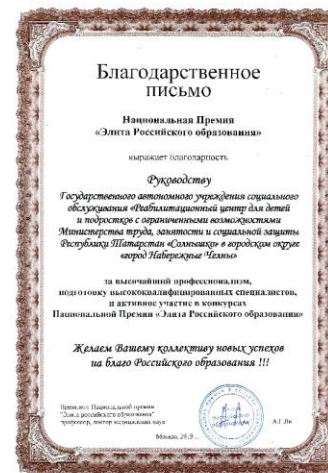 Благодарственное
письмо
Национальная Премия
«Элита Российского образования»
выражает благодарность
Руководству
Государственного автономного учреждения социального
обслуживания «Реабилитационный центр для детей
и подростков с ограниченными возможностями
Министерства труда, занятости и социальной защиты
Республики Татарстан «Солнышко» в городском округе
«город Набережные Челны»
за высочайший профессионализм,
подготовку высококвалифицированных специалистов,
и активное участие в конкурсах
Национальной Премии «Элита Российского образования»
Желаем Вашему коллективу новых успехов
на благо Российского образования !!!
Президент Национальной премии
"Элита российского образования"
профессор, доктор медицинских наук
А.Г.Ли
Москва, 2019 г.